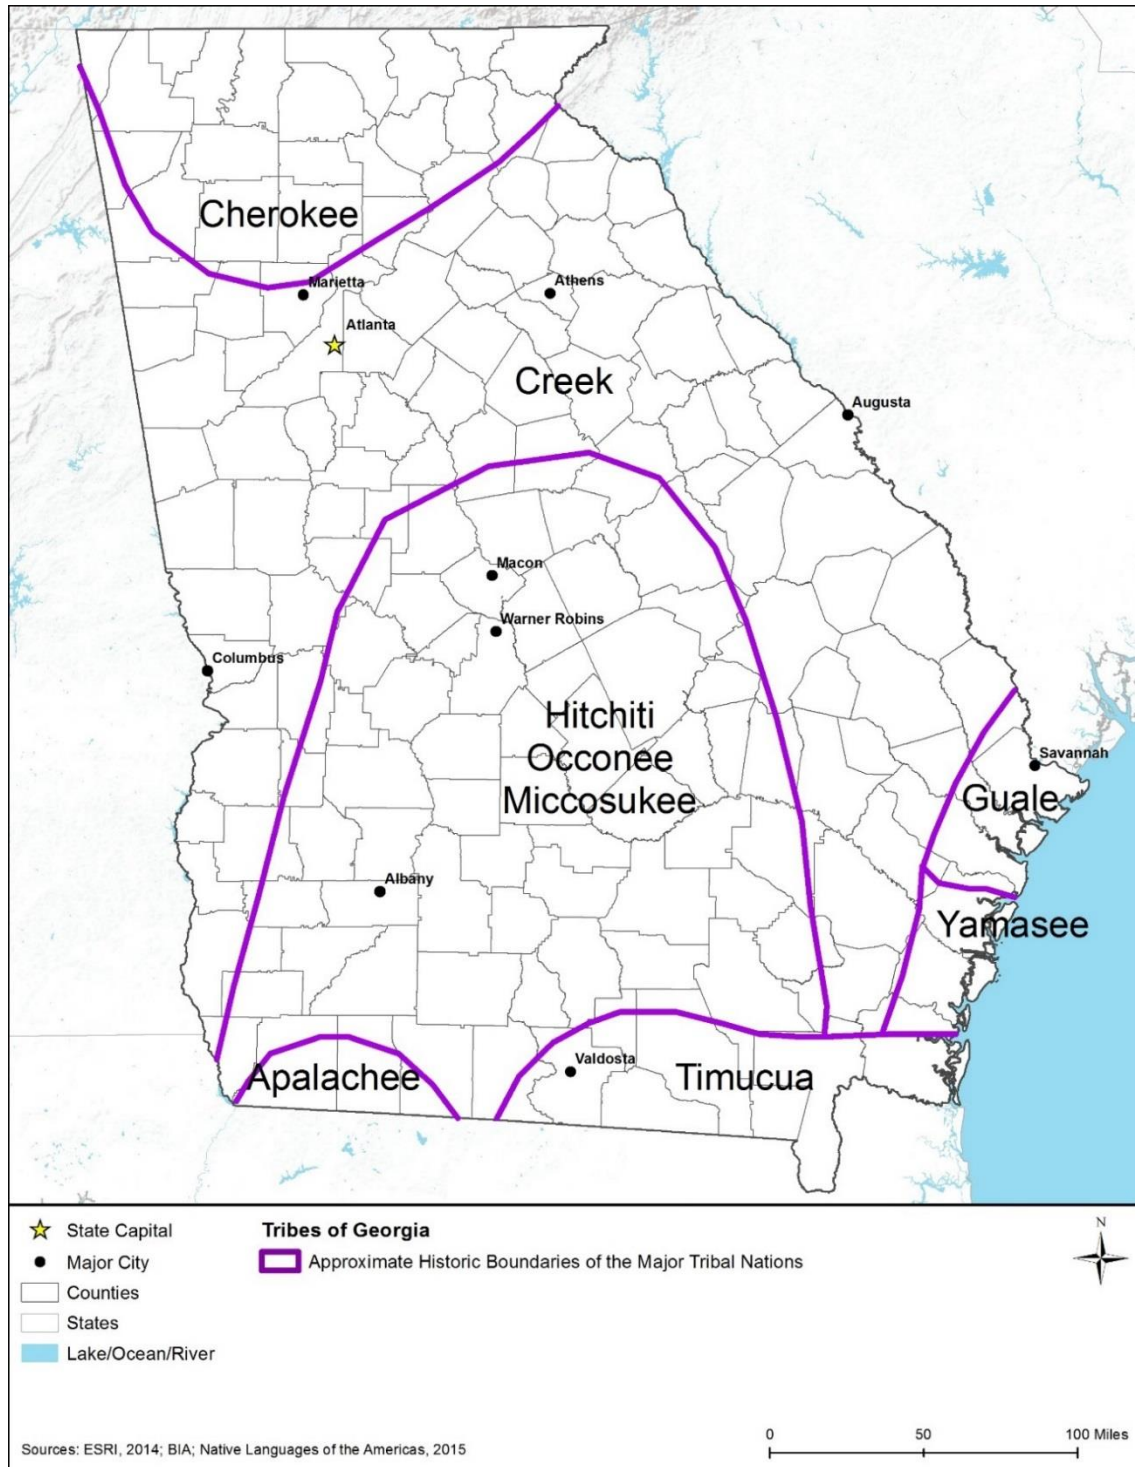 Cherokee
Marietta
Athens
Atlanta
Creek
Augusta
Macon
Warner Robins
Columbus
Hitchiti
Occonee
Miccosukee
Savannah
Guale
Albany
Yamasee
Valdosta
Apalachee
Timucua
State Capital
Major City
Counties
States
Lake/Ocean/River
Tribes of Georgia
Approximate Historic Boundaries of the Major Tribal Nations
N
Sources: ESRI, 2014; BIA; Native Languages of the Americas, 2015
0 50 100 Miles